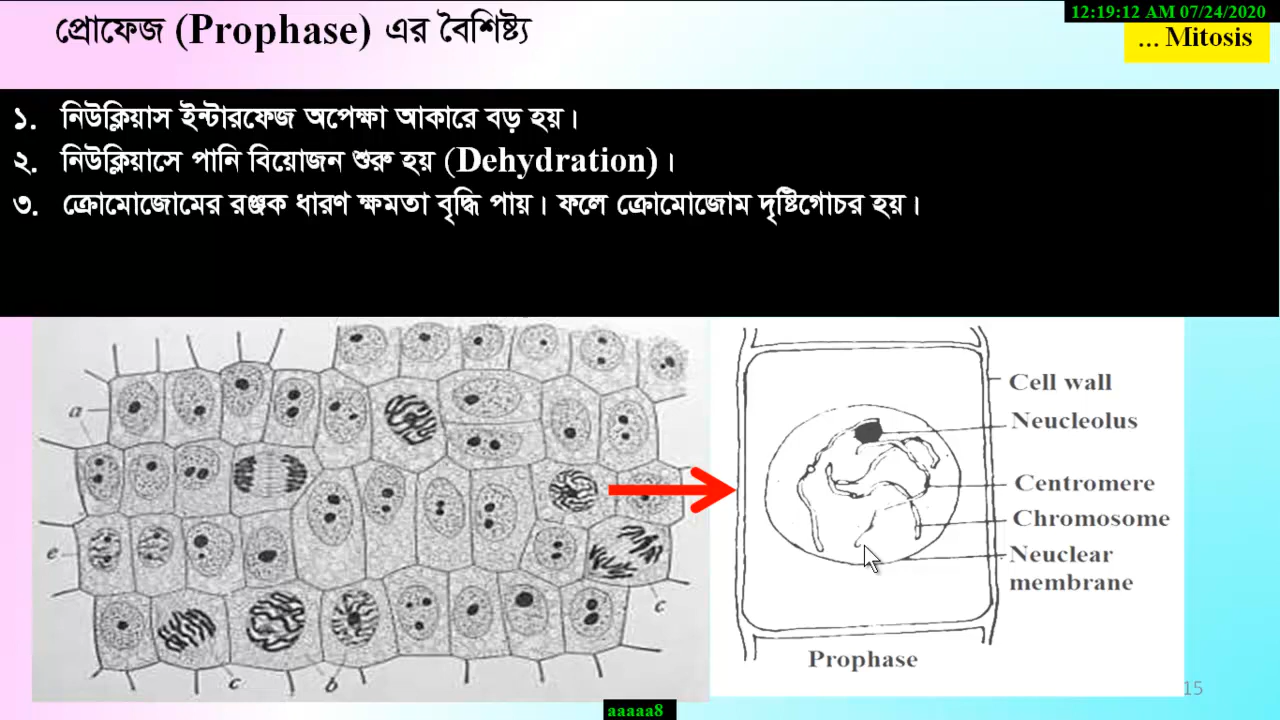 12:19:12 AM 07/24/2020
প্রোফেজ (Prophase) এর বৈশিষ্ট্য
... Mitosis
১. নিউক্লিয়াস ইন্টারফেজ অপেক্ষা আকারে বড় হয়।
২. নিউক্লিয়াসে পানি বিয়োজন শুরু হয় (Dehydration)।
৩. ক্রোমোজোমের রঞ্জক ধারণ ক্ষমতা বৃদ্ধি পায়। ফলে ক্রোমোজোম দৃষ্টিগোচর হয়।
a
e
c
c
b
Cell wall
Neucleolus
Centromere
Chromosome
Neuclear
membrane
Prophase
15
aaaaa8